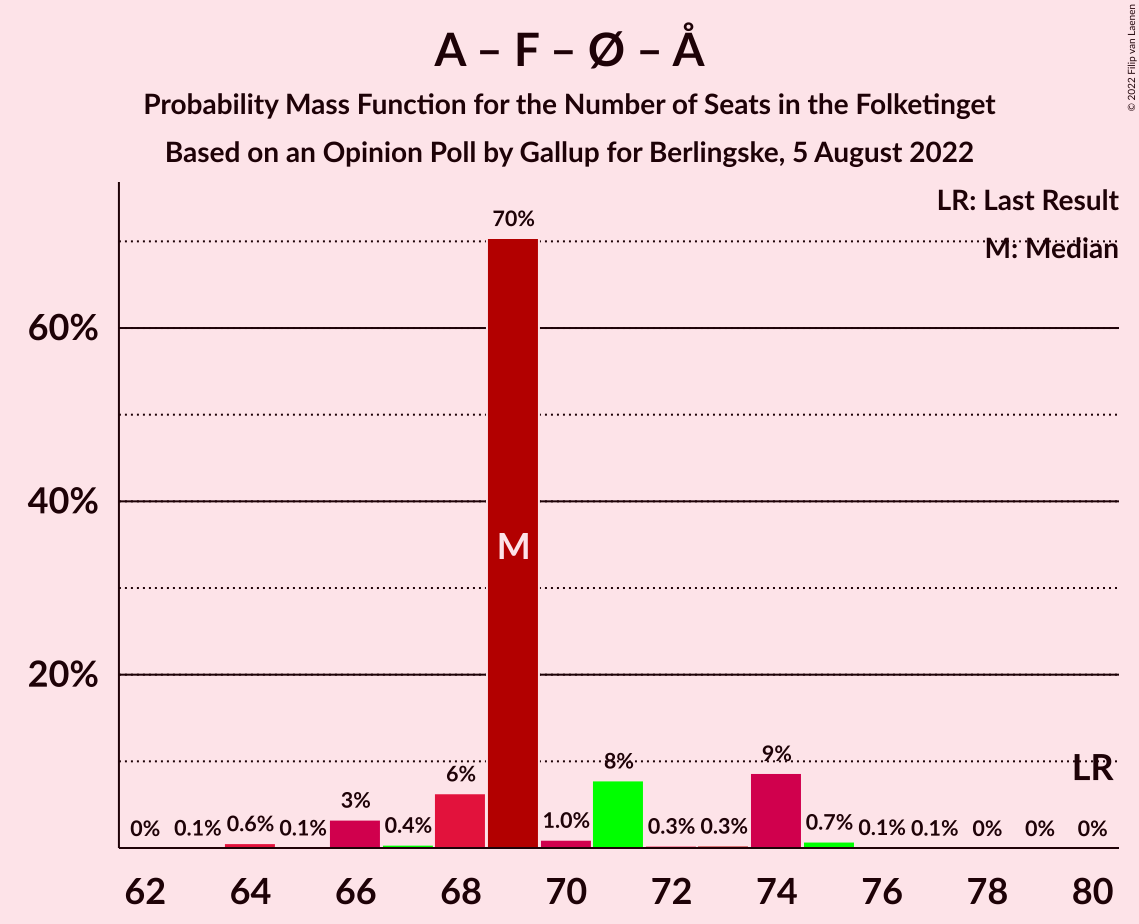 A – F – Ø – Å
Probability Mass Function for the Number of Seats in the Folketinget
Based on an Opinion Poll by Gallup for Berlingske, 5 August 2022
© 2022 Filip van Laenen
LR: Last Result
M: Median
60%
40%
20%
0%
0.1%
0.6%
0.1%
3%
0.4%
6%
70%
M
1.0%
8%
0.3%
0.3%
9%
0.7%
0.1%
0.1%
0%
0%
0%
LR
62 64 66 68 70 72 74 76 78 80